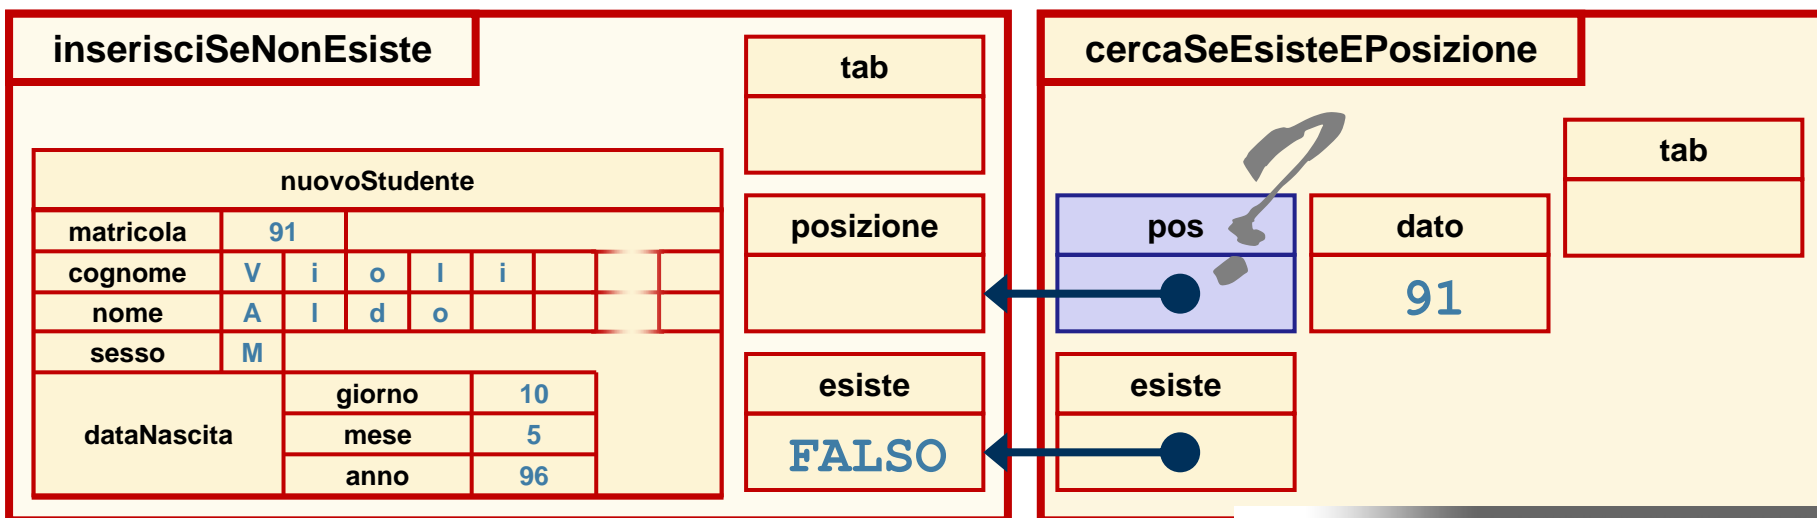 inserisciSeNonEsiste
tab
nuovoStudente
matricola 91
cognome V i o l i
nome A l d o
sesso M
dataNascita
giorno 10
mese 5
anno 96
posizione
esiste
FALSO
cercaSeEsisteEPosizione
tab
pos
?
dato
91
esiste